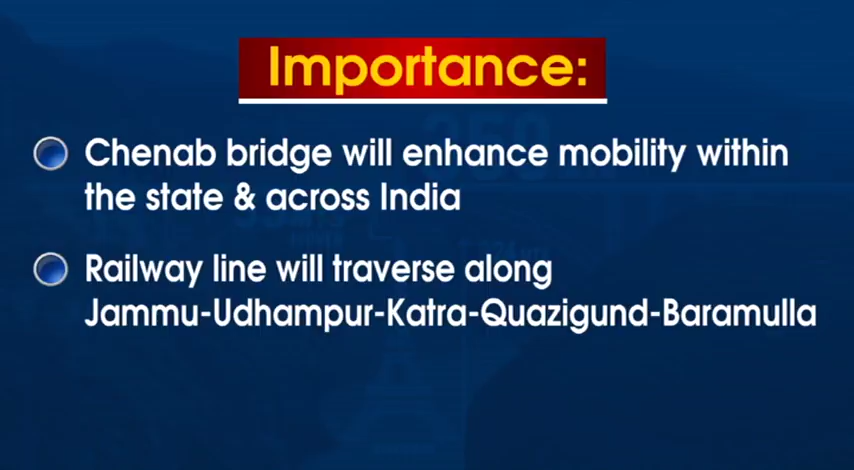 Importance:
Chenab bridge will enhance mobility within
the state & across India
Railway line will traverse along
Jammu-Udhampur-Katra-Quazigund-Baramulla